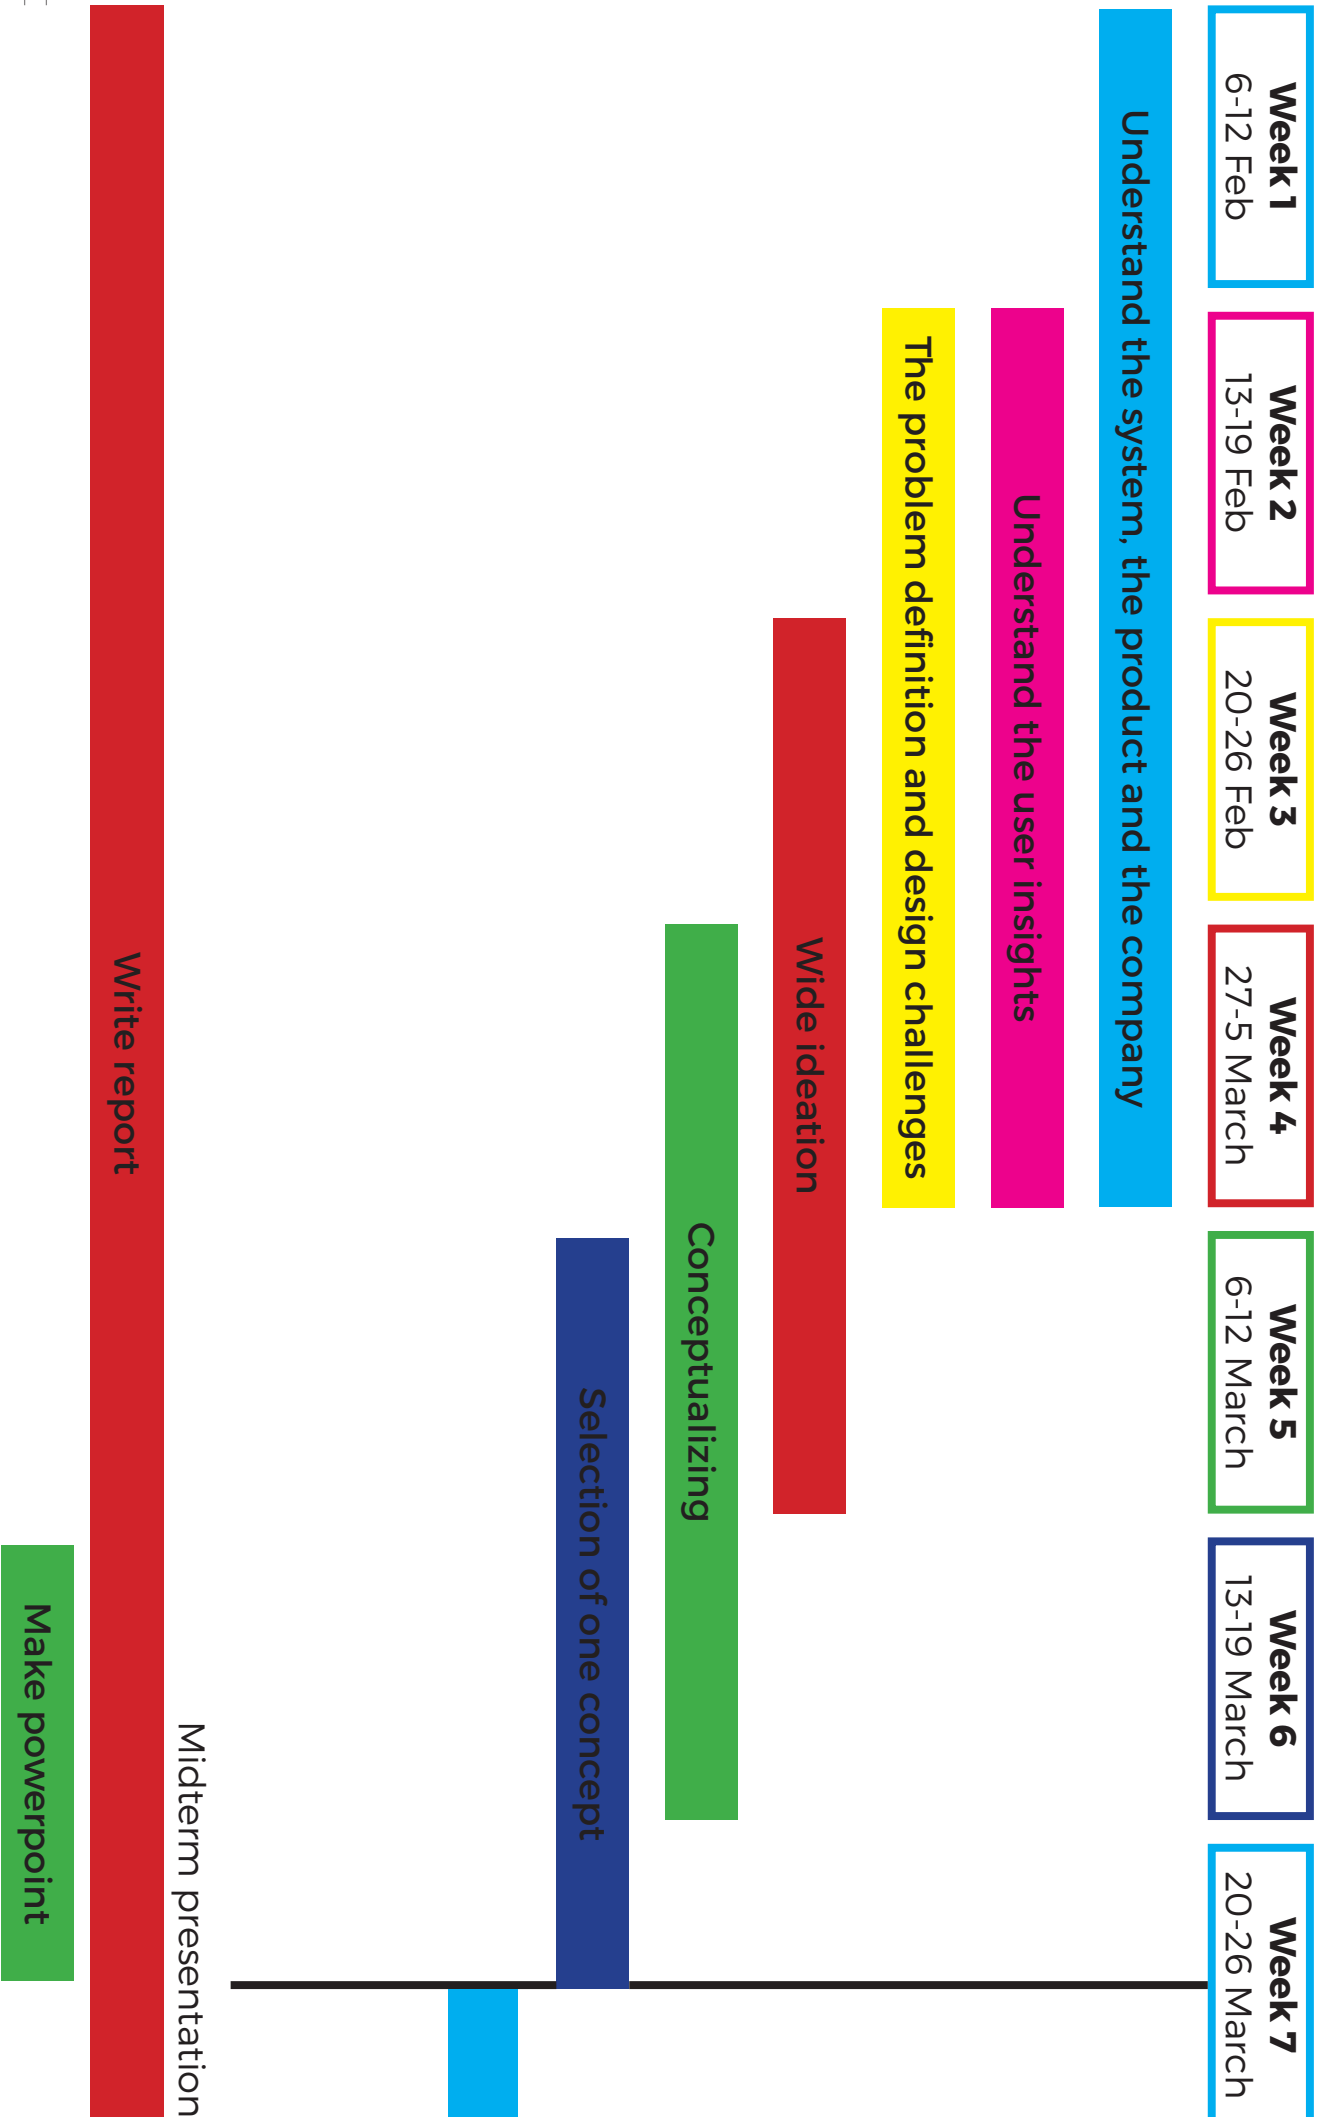 Week 1
6-12 Feb
Week 2
13-19 Feb
Week 3
20-26 Feb
Week 4
27-5 March
Week 5
6-12 March
Week 6
13-19 March
Week 7
20-26 March
Understand the system, the product and the company
Understand the user insights
The problem definition and design challenges
Wide ideation
Conceptualizing
Selection of one concept
Midterm presentation
Write report
Make powerpoint